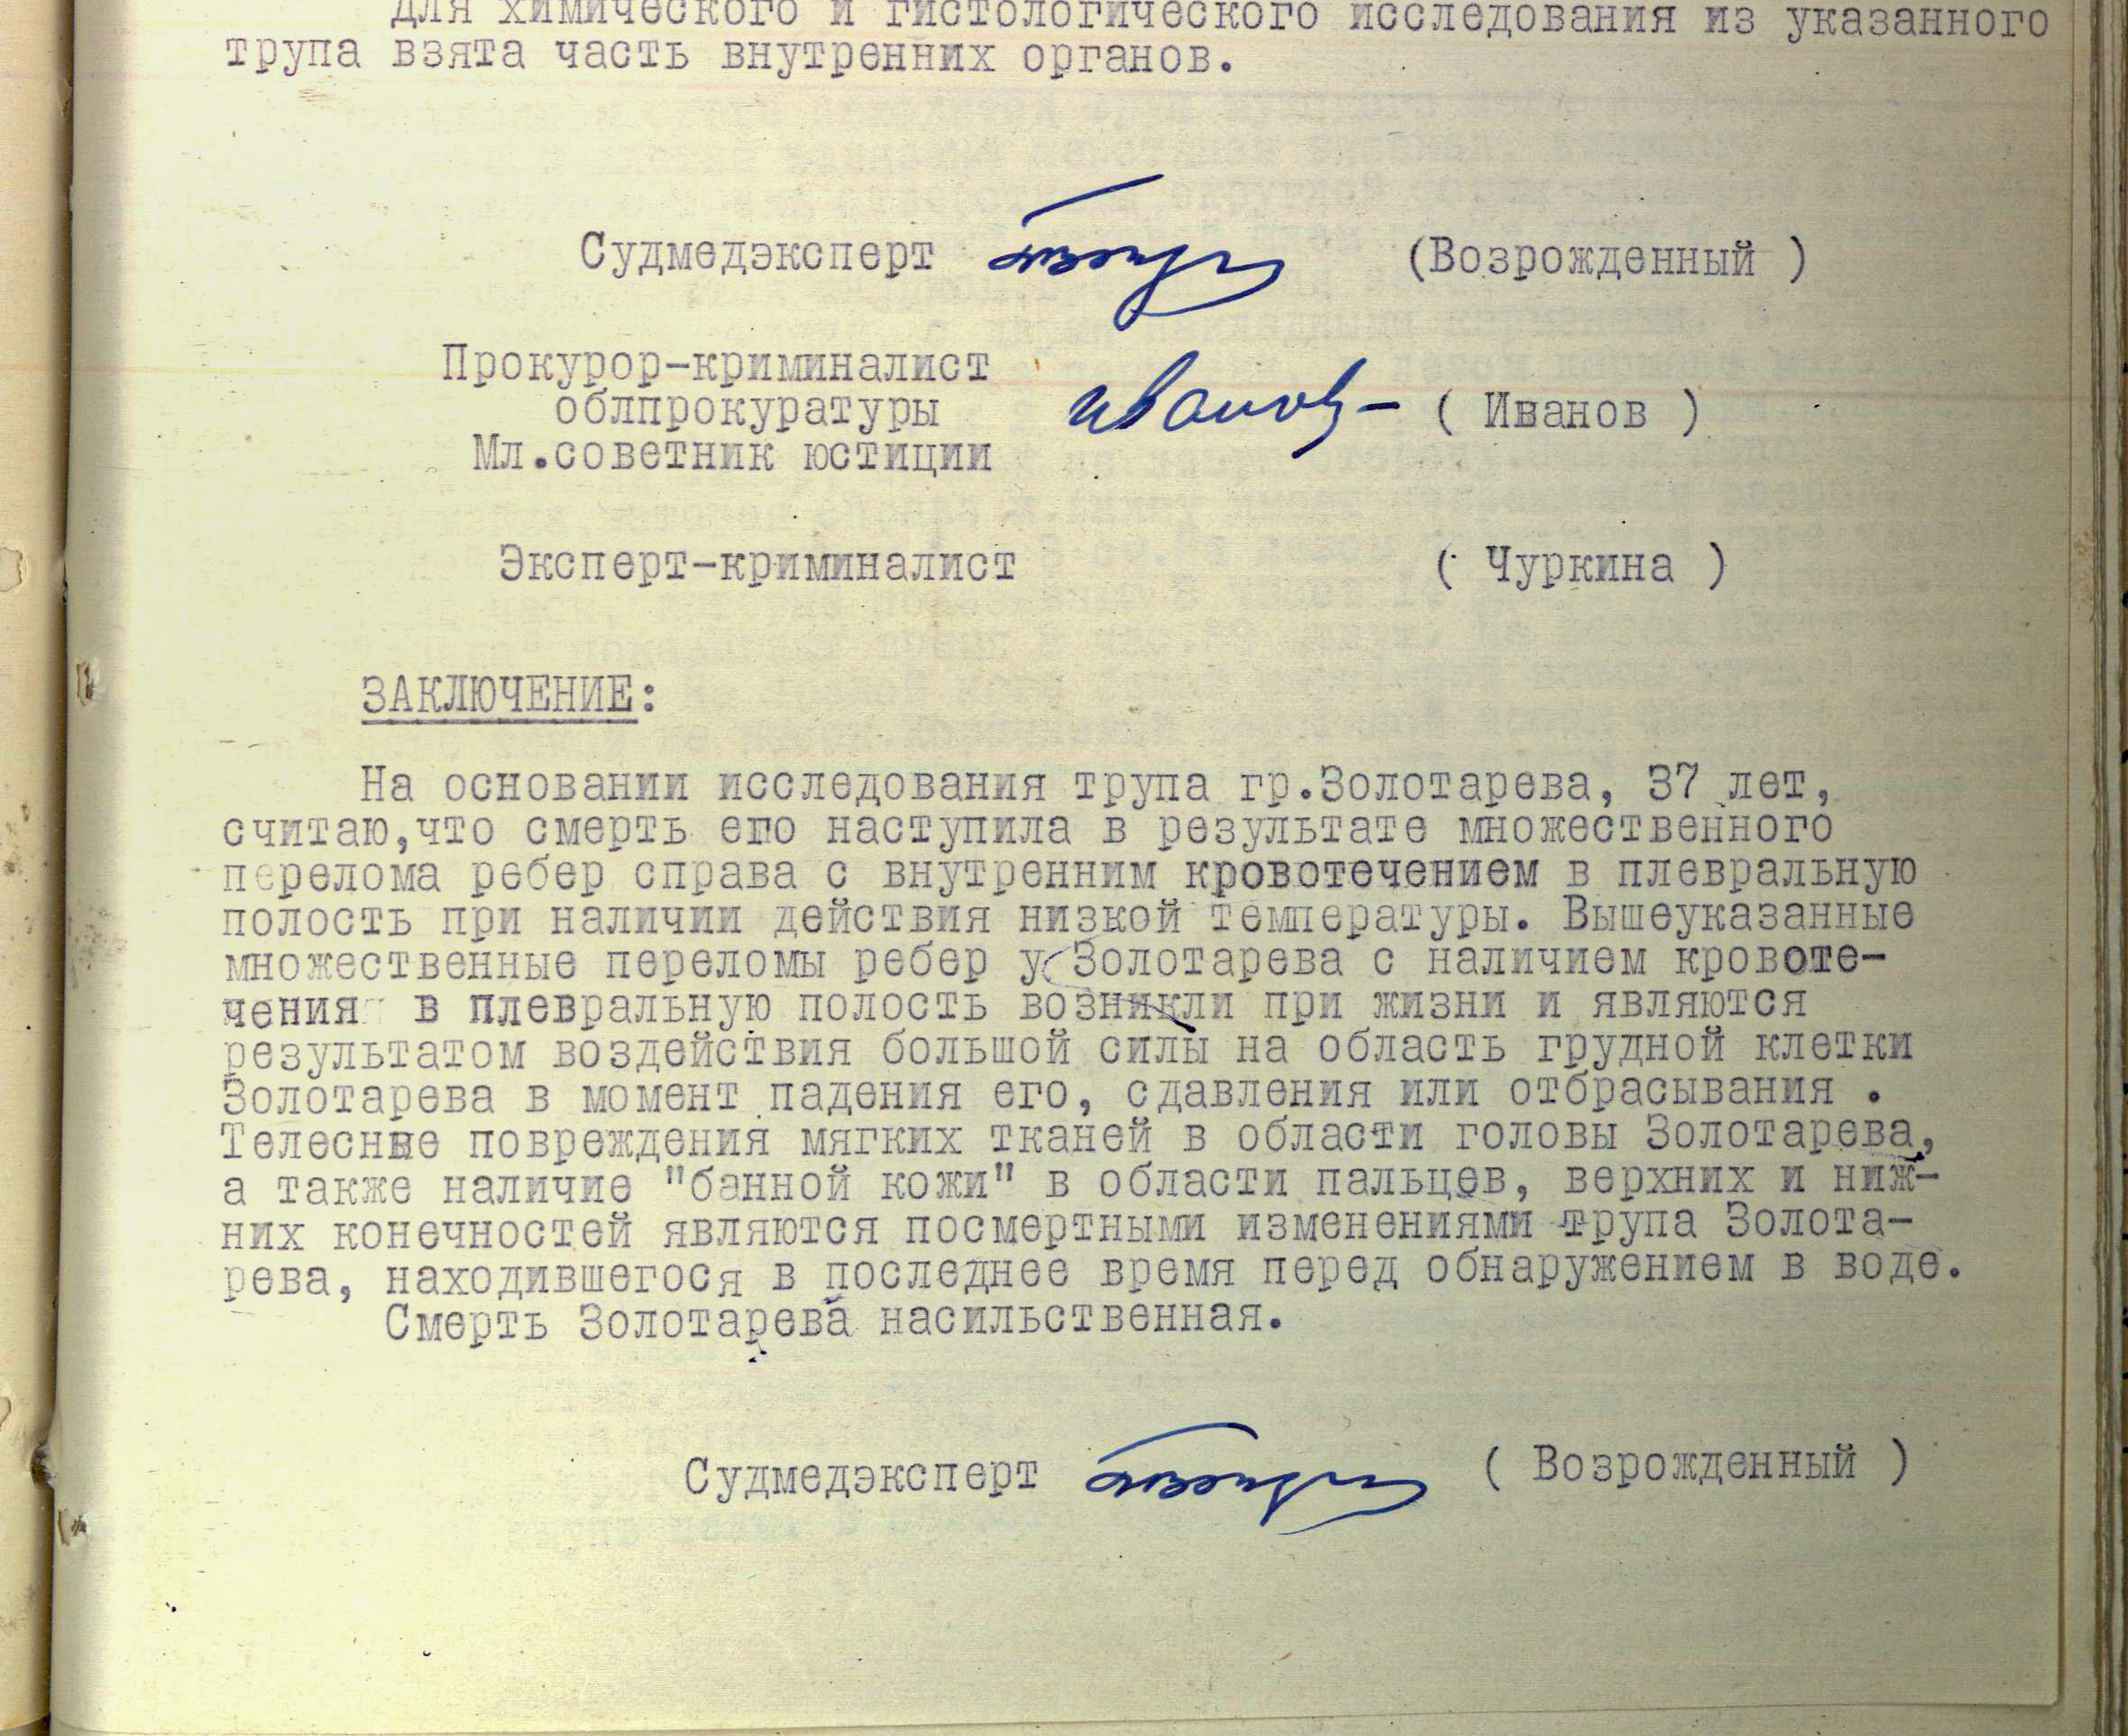 для химического и гистологического исследования из указанного
трупа взята часть внутренних органов.
Судмедэксперт (Возрожденный )
Прокурор-криминалист
облпрокуратуры Иванов- ( Иванов )
Мл.советник юстиции
Эксперт-криминалист ( Чуркина )
ЗАКЛЮЧЕНИЕ:
На основании исследования трупа гр.Золотарева, 37 лет,
считаю,что смерть его наступила в результате множественного
перелома ребер справа с внутренним кровотечением в плевральную
полость при наличии действия низкой температуры. Вышеуказанные
множественные переломы ребер у Золотарева с наличием кровоте-
чения в плевральную полость возникли при жизни и являются
результатом воздействия большой силы на область грудной клетки
Золотарева в момент падения его, сдавления или отбрасывания .
Телесные повреждения мягких тканей в области головы Золотарева,
а также наличие "банной кожи" в области пальцев, верхних и ниж-
них конечностей являются посмертными изменениями трупа Золота-
рева, находившегося в последнее время перед обнаружением в воде.
Смерть Золотарева насильственная.
Судмедэксперт ( Возрожденный )